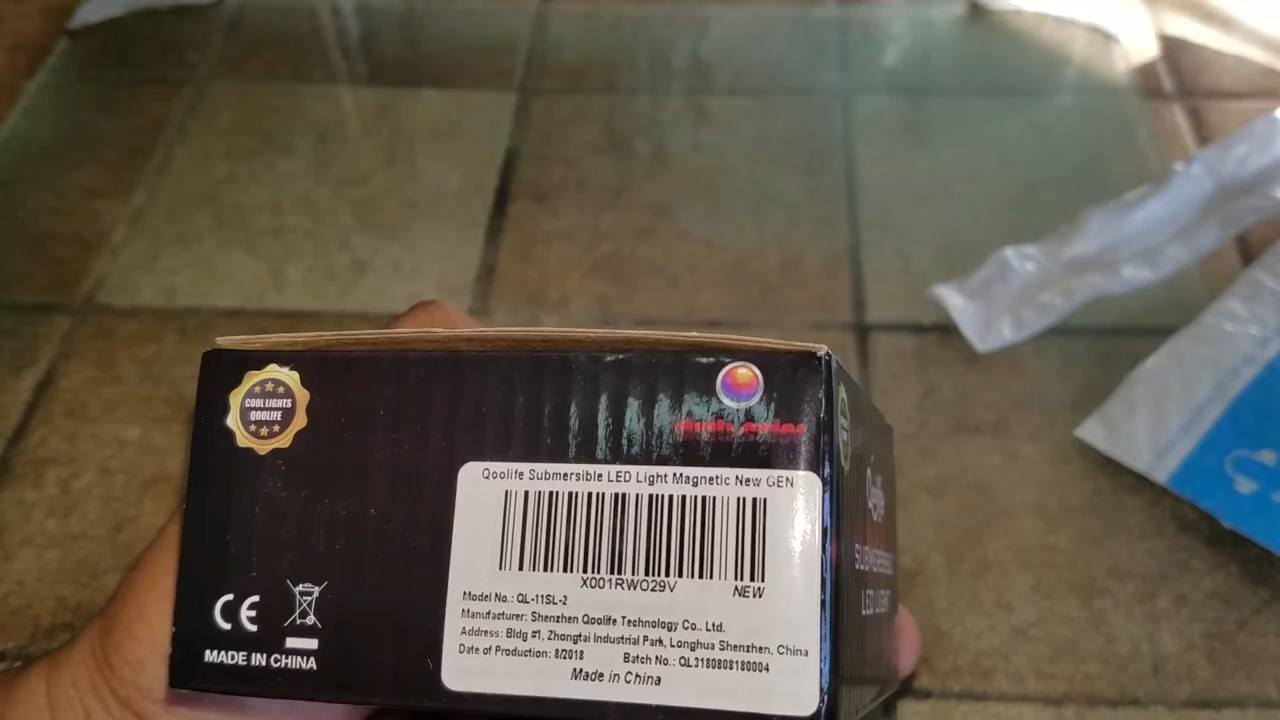 COOL LIGHTS
QOOLIFE
Qoolife Submersible LED Light Magnetic New GEN
X001RWO29V
NEW
Model No.: QL-11SL-2
Manufacturer: Shenzhen Qoolife Technology Co., Ltd.
Address: Bldg #1, Zhongtai Industrial Park, Longhua Shenzhen, China
Date of Production: 8/2018 Batch No.: QL3180808180004
Made in China
CE
MADE IN CHINA
Qoolife
SUBMERSIBLE
LED LIGHT